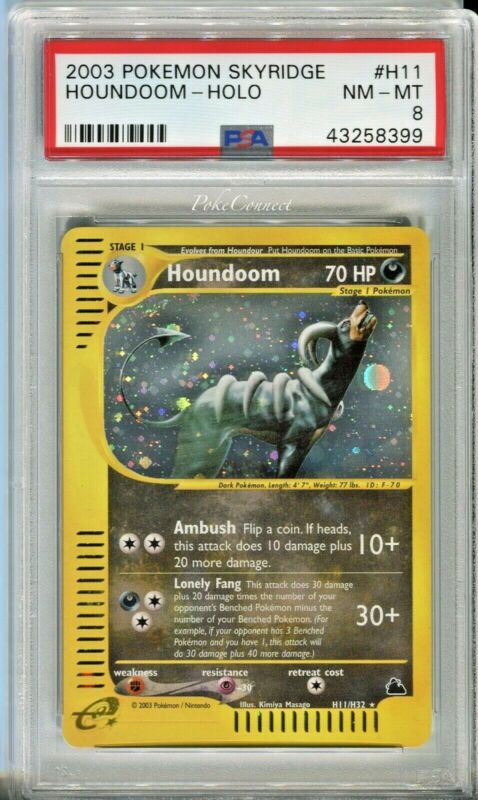 2003 POKEMON SKYRIDGE #H11
HOUNDOOM - HOLO NM - MT
8
PSA 43258399
PokeConnect
STAGE 1 Evolves from Houndour Put Houndoom on the Basic Pokémon
Houndoom 70 HP
Stage 1 Pokémon
Dark Pokémon, Length: 4' 7", Weight: 77 lbs. ID: F-70
Ambush Flip a coin. If heads,
this attack does 10 damage plus 10+
20 more damage.
Lonely Fang This attack does 30 damage
plus 20 damage times the number of your
opponent's Benched Pokémon minus the
number of your Benched Pokémon. (For 30+
example, if your opponent has 3 Benched
Pokémon and you have 1, this attack will
do 30 damage plus 40 more damage.)
weakness resistance retreat cost
-30
© 2003 Pokémon / Nintendo Illus. Kimiya Masago H11/H32
e